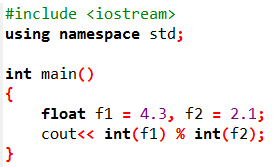 #include <iostream>
using namespace std;
int main()
{
float f1 = 4.3, f2 = 2.1;
cout<< int(f1) % int(f2);
}